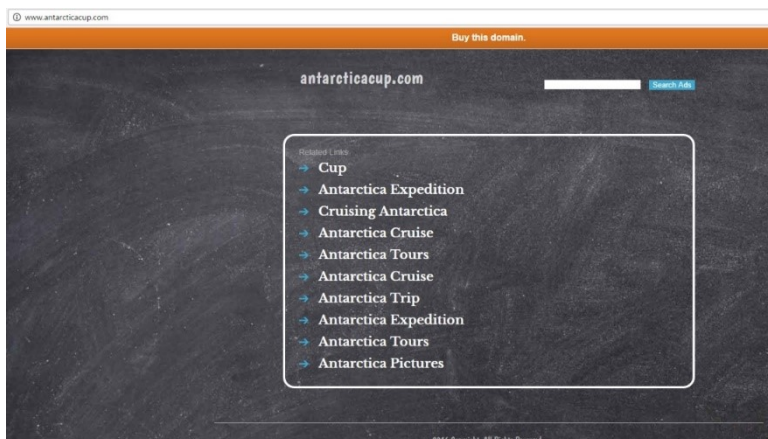 www.antarcticacup.com
Buy this domain.
antarcticacup.com
Search Ads
Related Links
Cup
Antarctica Expedition
Cruising Antarctica
Antarctica Cruise
Antarctica Tours
Antarctica Cruise
Antarctica Trip
Antarctica Expedition
Antarctica Tours
Antarctica Pictures